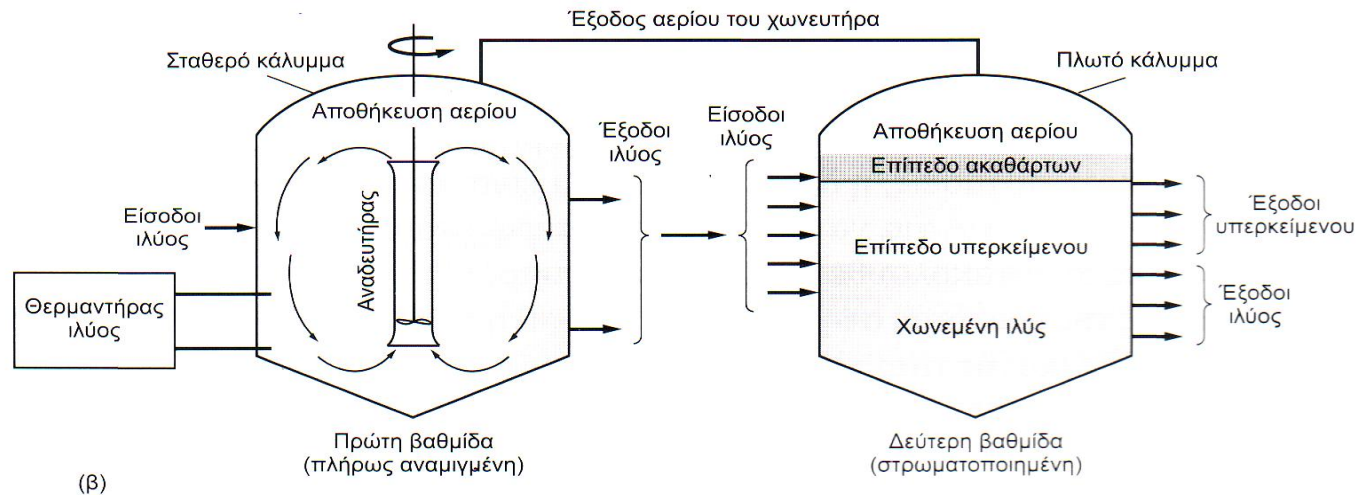 Έξοδος αερίου του χωνευτήρα
Σταθερό κάλυμμα
Πλωτό κάλυμμα
Αποθήκευση αερίου
Έξοδοι
ιλύος
Είσοδοι
ιλύος
Αποθήκευση αερίου
Επίπεδο ακαθάρτων
Είσοδοι
ιλύος
Αναδευτήρας
Επίπεδο υπερκείμενου
Έξοδοι
υπερκείμενου
Θερμαντήρας
ιλύος
Χωνεμένη ιλύς
Έξοδοι
ιλύος
Πρώτη βαθμίδα
(πλήρως αναμιγμένη)
Δεύτερη βαθμίδα
(στρωματοποιημένη)
(β)